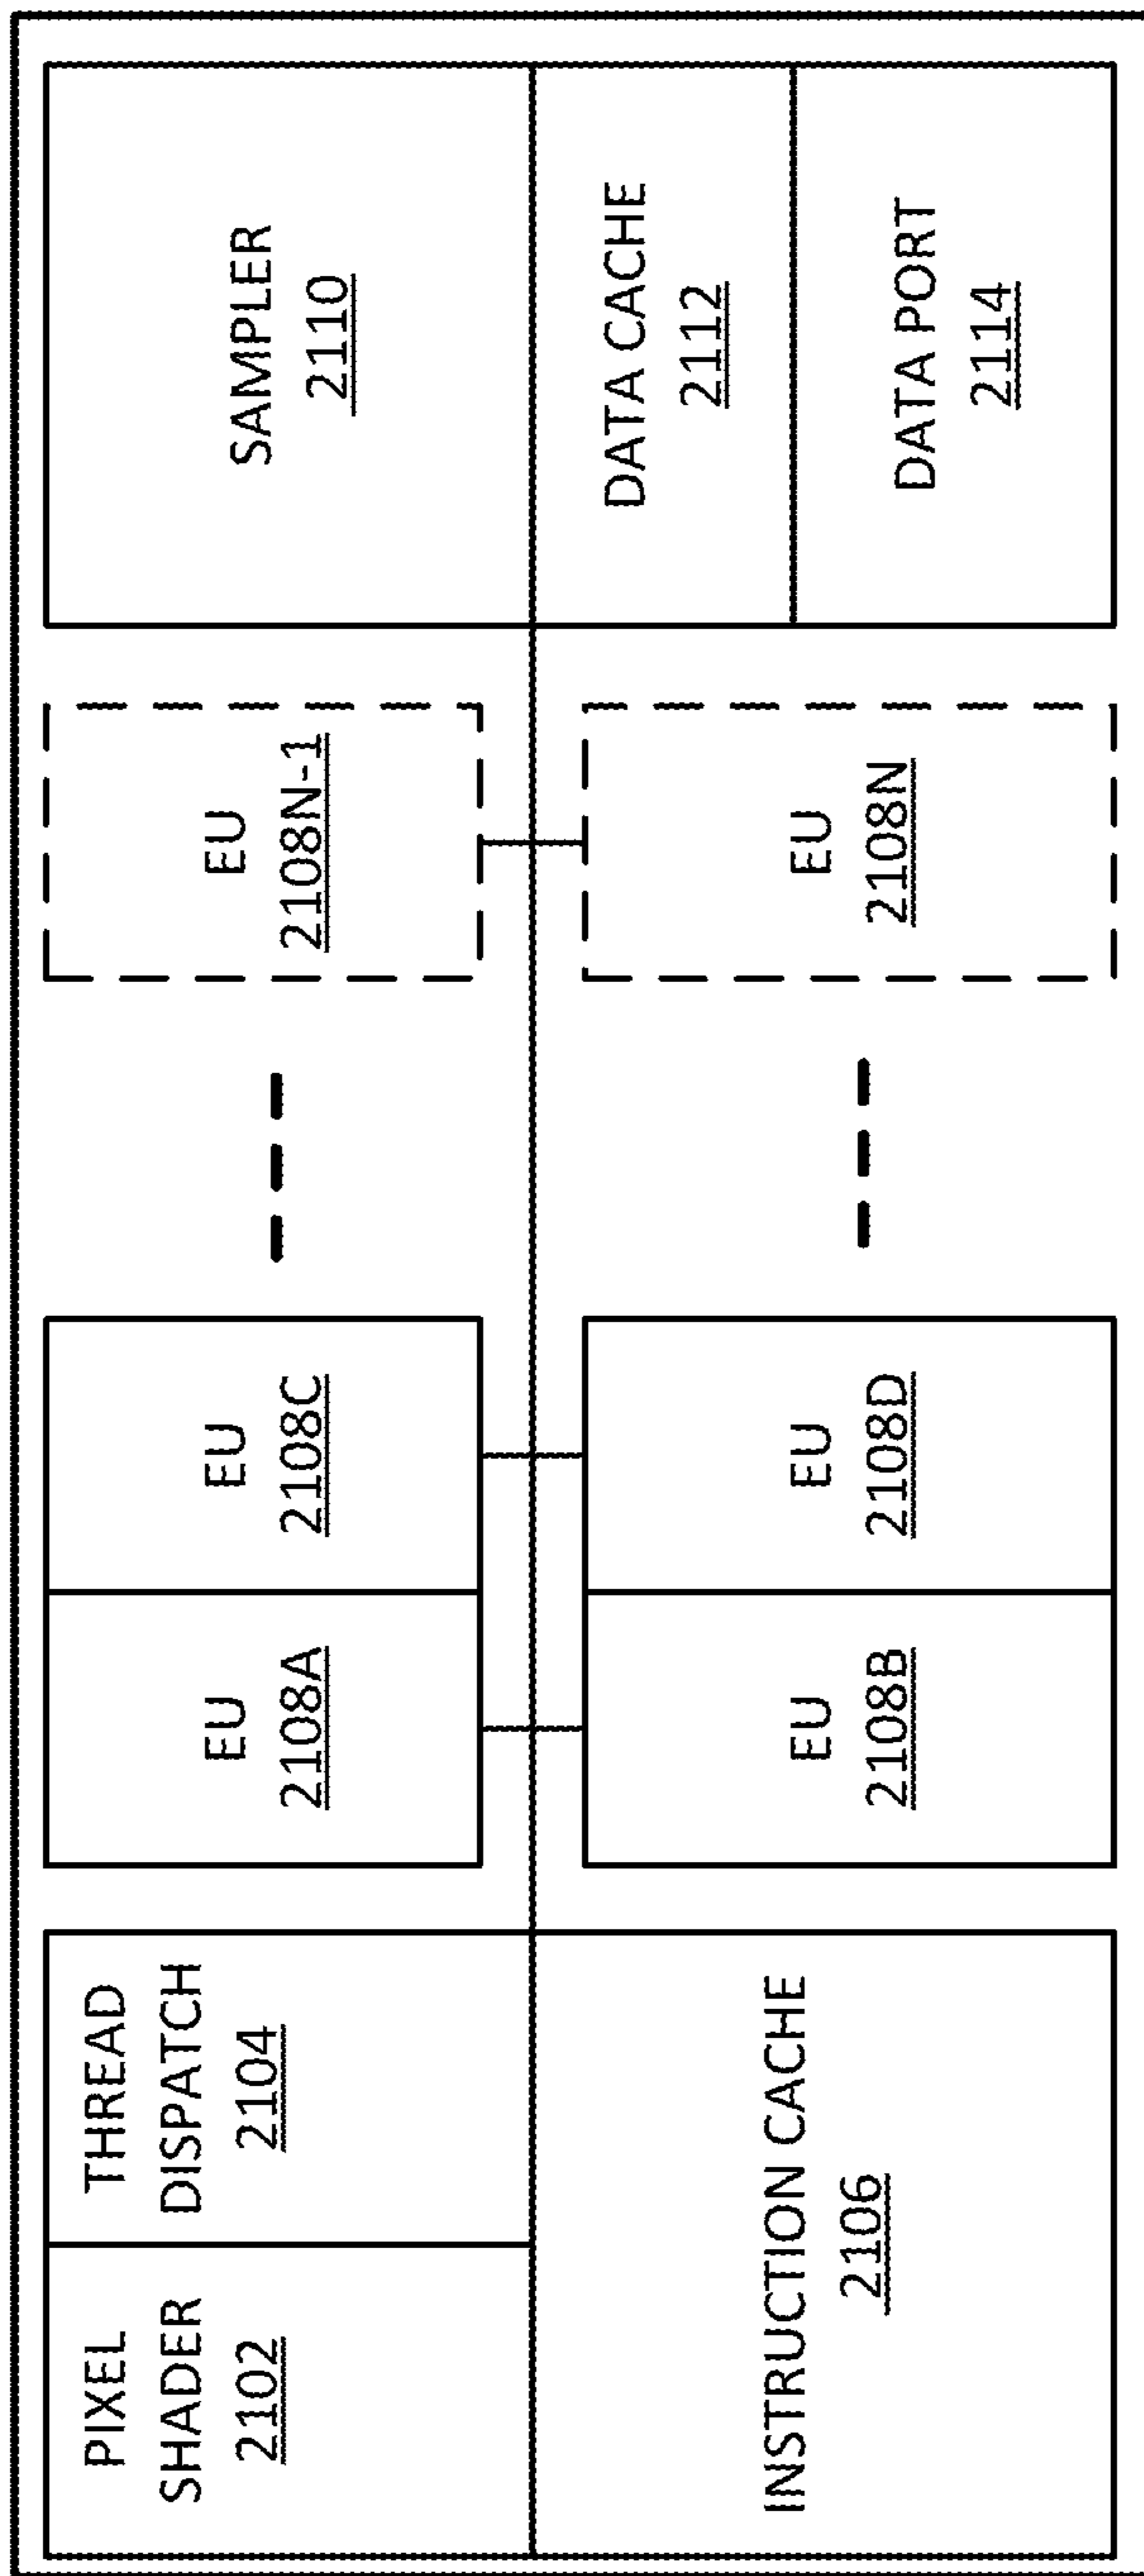 PIXEL
SHADER
2102
THREAD
DISPATCH
2104
INSTRUCTION CACHE
2106
EU
2108A
EU
2108C
EU
2108B
EU
2108D
EU
2108N-1
EU
2108N
SAMPLER
2110
DATA CACHE
2112
DATA PORT
2114